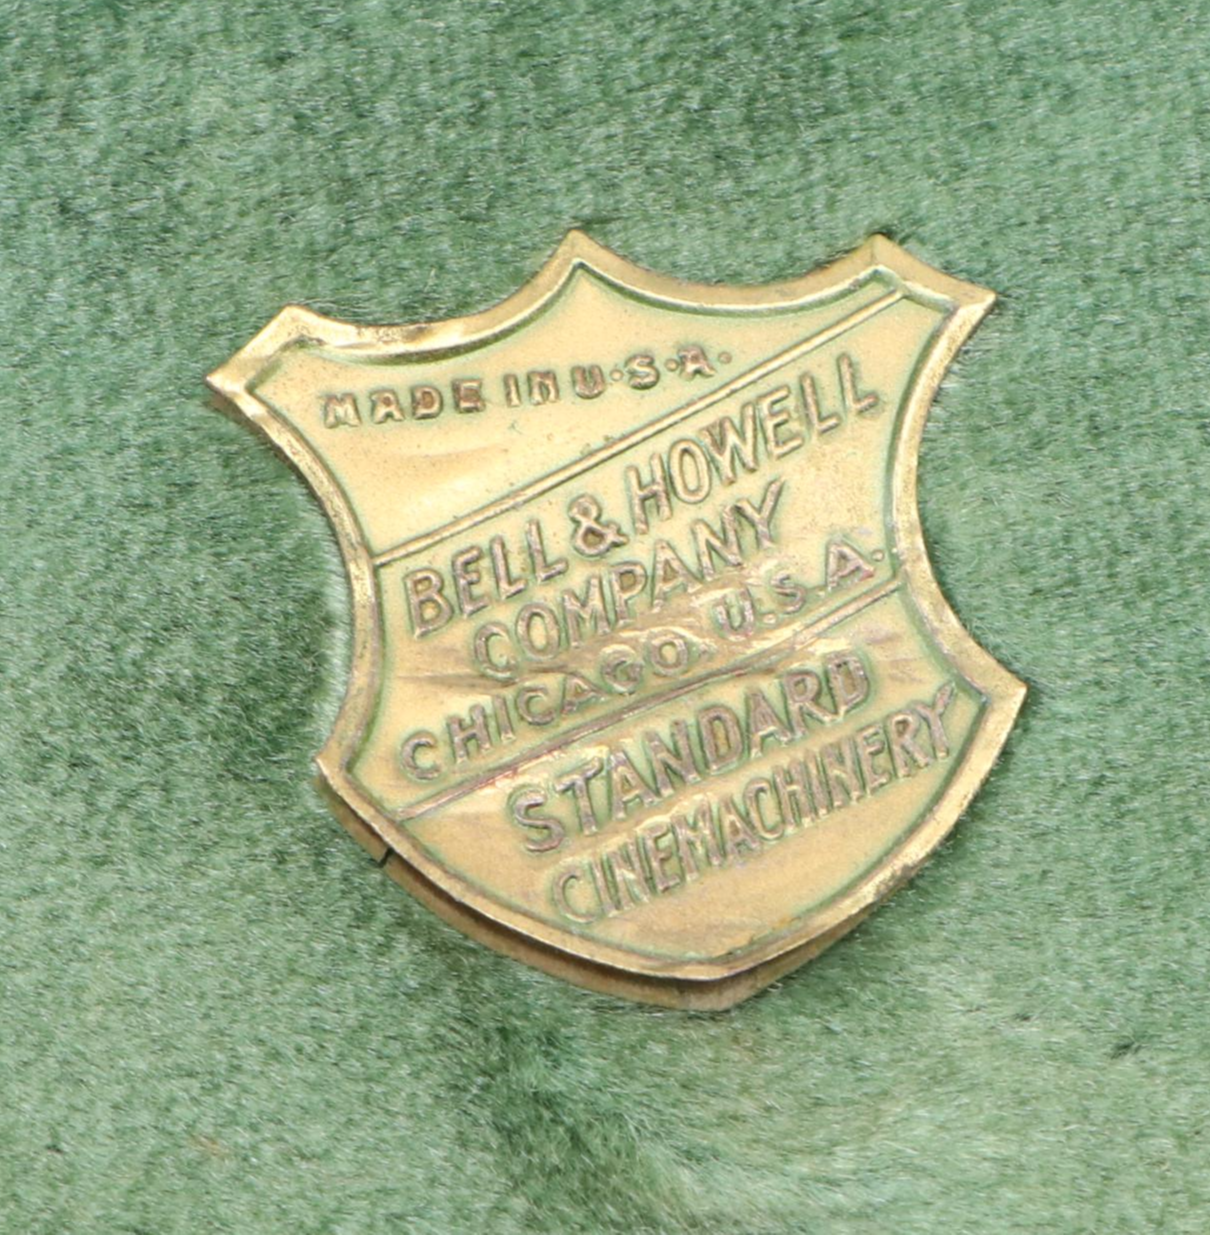 MADE IN U·S·A·
BELL & HOWELL
COMPANY
CHICAGO. U.S.A.
STANDARD
CINEMACHINERY